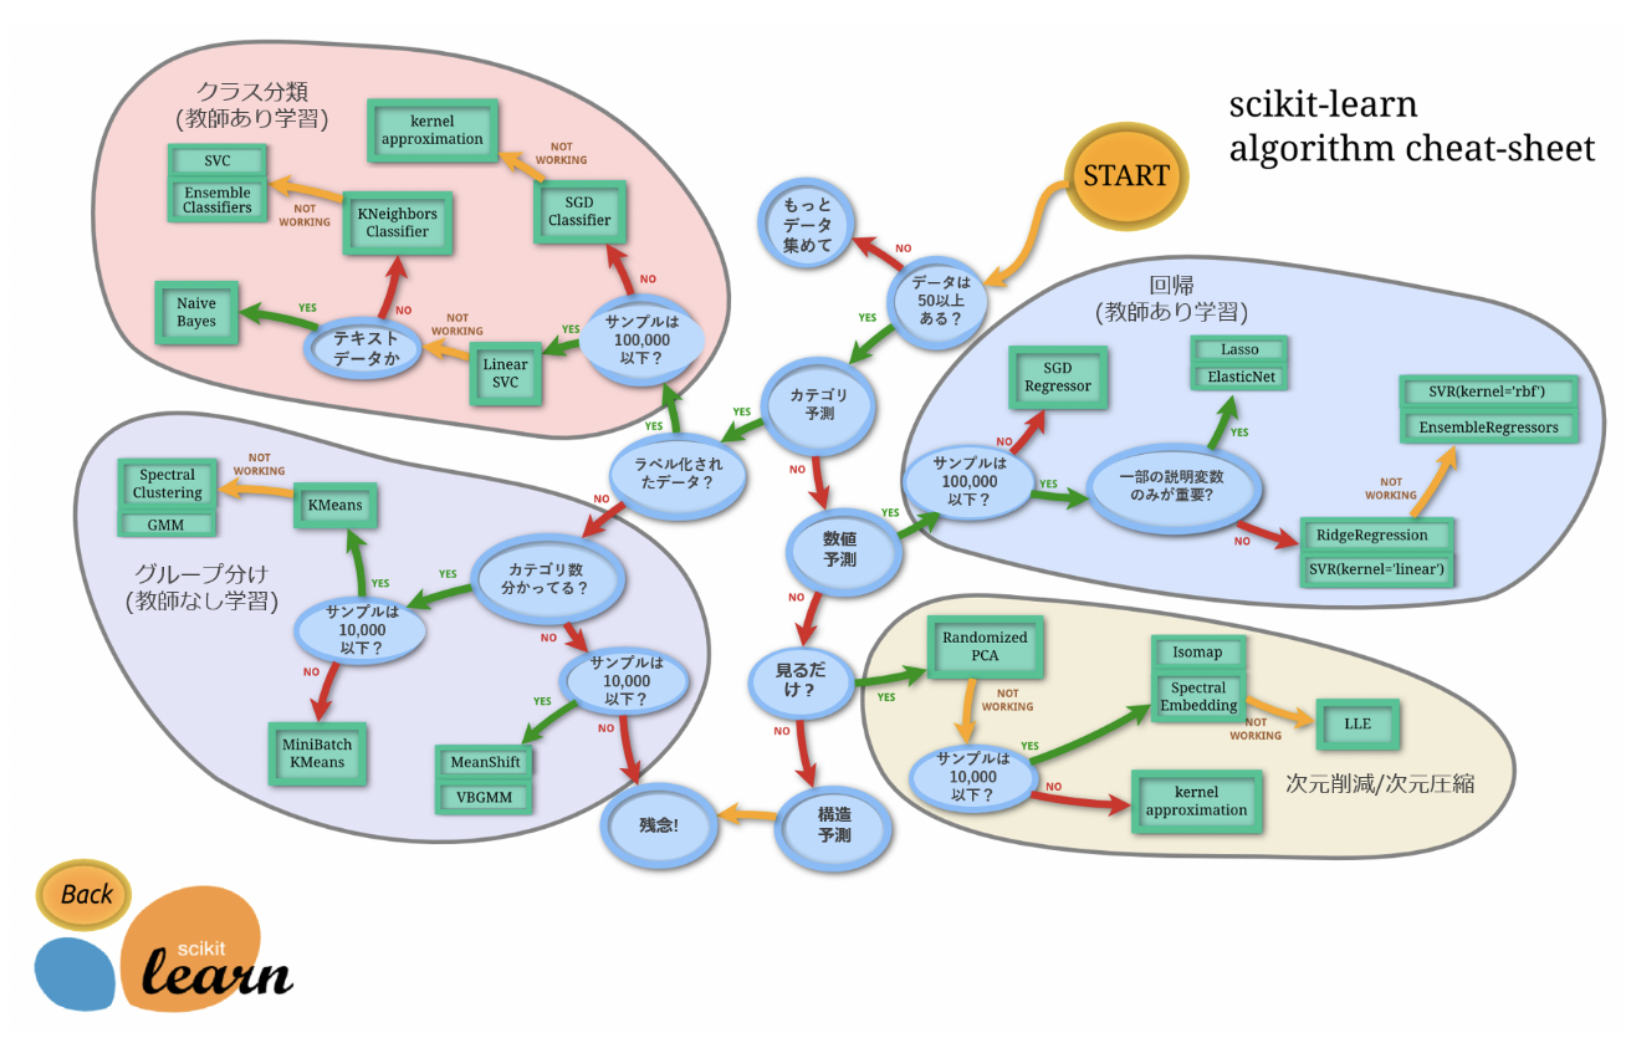 scikit-learn
algorithm cheat-sheet
START
データは
50以上
ある？
NO
もっと
データ
集めて
YES
カテゴリ
予測
YES
ラベル化され
たデータ？
YES
NO
NO
数値
予測
YES
NO
見るだ
け？
YES
NO
構造
予測
残念!
クラス分類
(教師あり学習)
サンプルは
100,000
以下？
NO
SGD
Classifier
NOT
WORKING
kernel
approximation
YES
Linear
SVC
NOT
WORKING
テキスト
データか
YES
Naive
Bayes
NO
KNeighbors
Classifier
NOT
WORKING
SVC
Ensemble
Classifiers
回帰
(教師あり学習)
サンプルは
100,000
以下？
NO
SGD
Regressor
YES
一部の説明変数
のみが重要?
YES
Lasso
ElasticNet
NO
RidgeRegression
SVR(kernel='linear')
NOT
WORKING
SVR(kernel='rbf')
EnsembleRegressors
グループ分け
(教師なし学習)
カテゴリ数
分かってる？
YES
サンプルは
10,000
以下？
YES
KMeans
NOT
WORKING
Spectral
Clustering
GMM
NO
MiniBatch
KMeans
NO
サンプルは
10,000
以下？
YES
MeanShift
VBGMM
NO
次元削減/次元圧縮
Randomized
PCA
NOT
WORKING
サンプルは
10,000
以下？
YES
Isomap
Spectral
Embedding
NOT
WORKING
LLE
NO
kernel
approximation
Back
scikit
learn